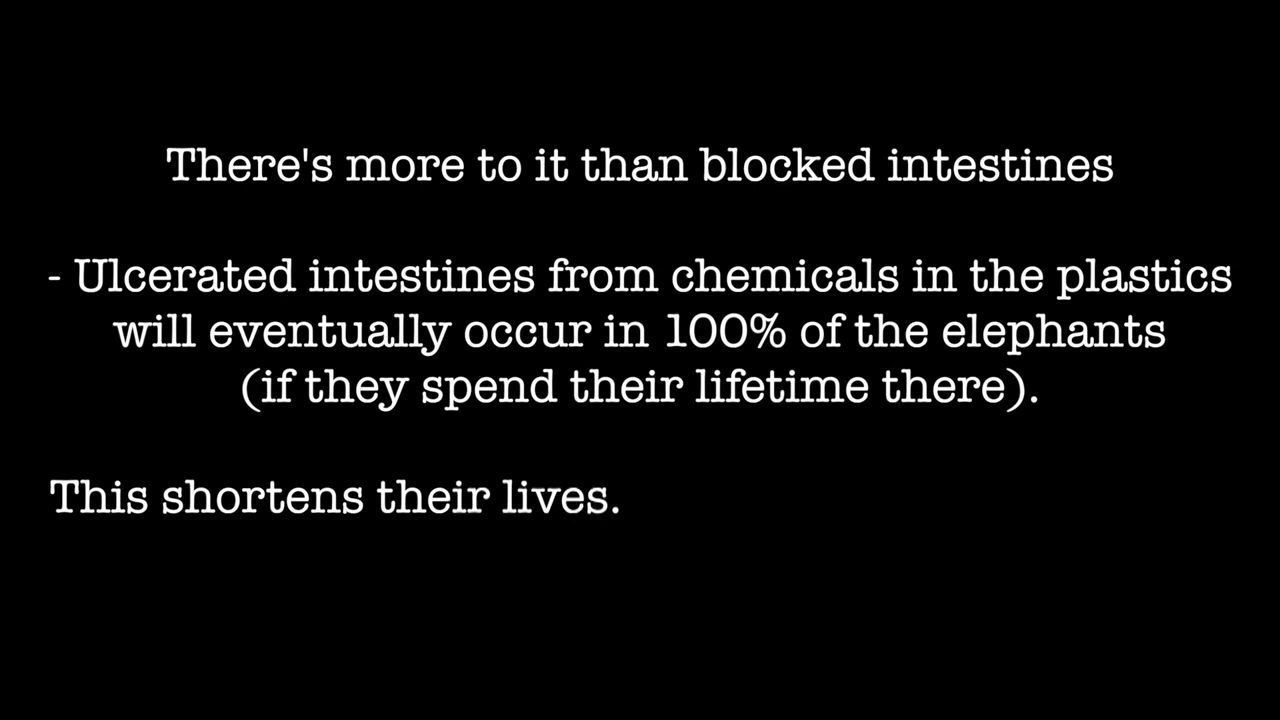 There's more to it than blocked intestines
- Ulcerated intestines from chemicals in the plastics
will eventually occur in 100% of the elephants
(if they spend their lifetime there).
This shortens their lives.